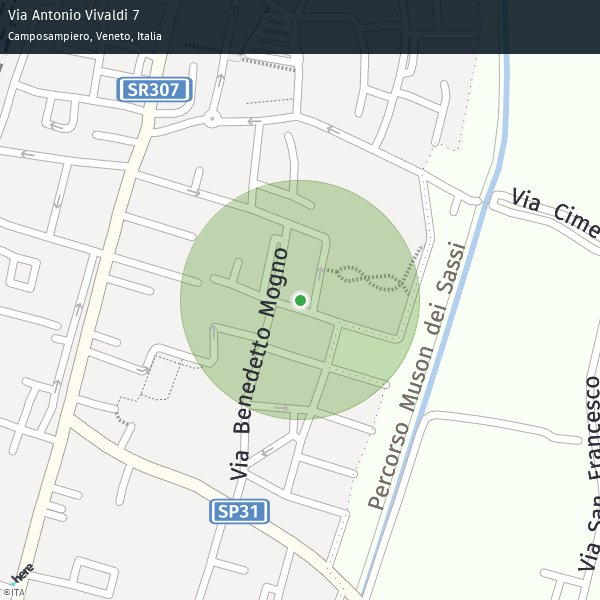 Via Antonio Vivaldi 7
Camposampiero, Veneto, Italia
SR307
Via Cime
Via Benedetto Mogno
Percorso Muson dei Sassi
Via San Francesco
SP31
here
©ITA